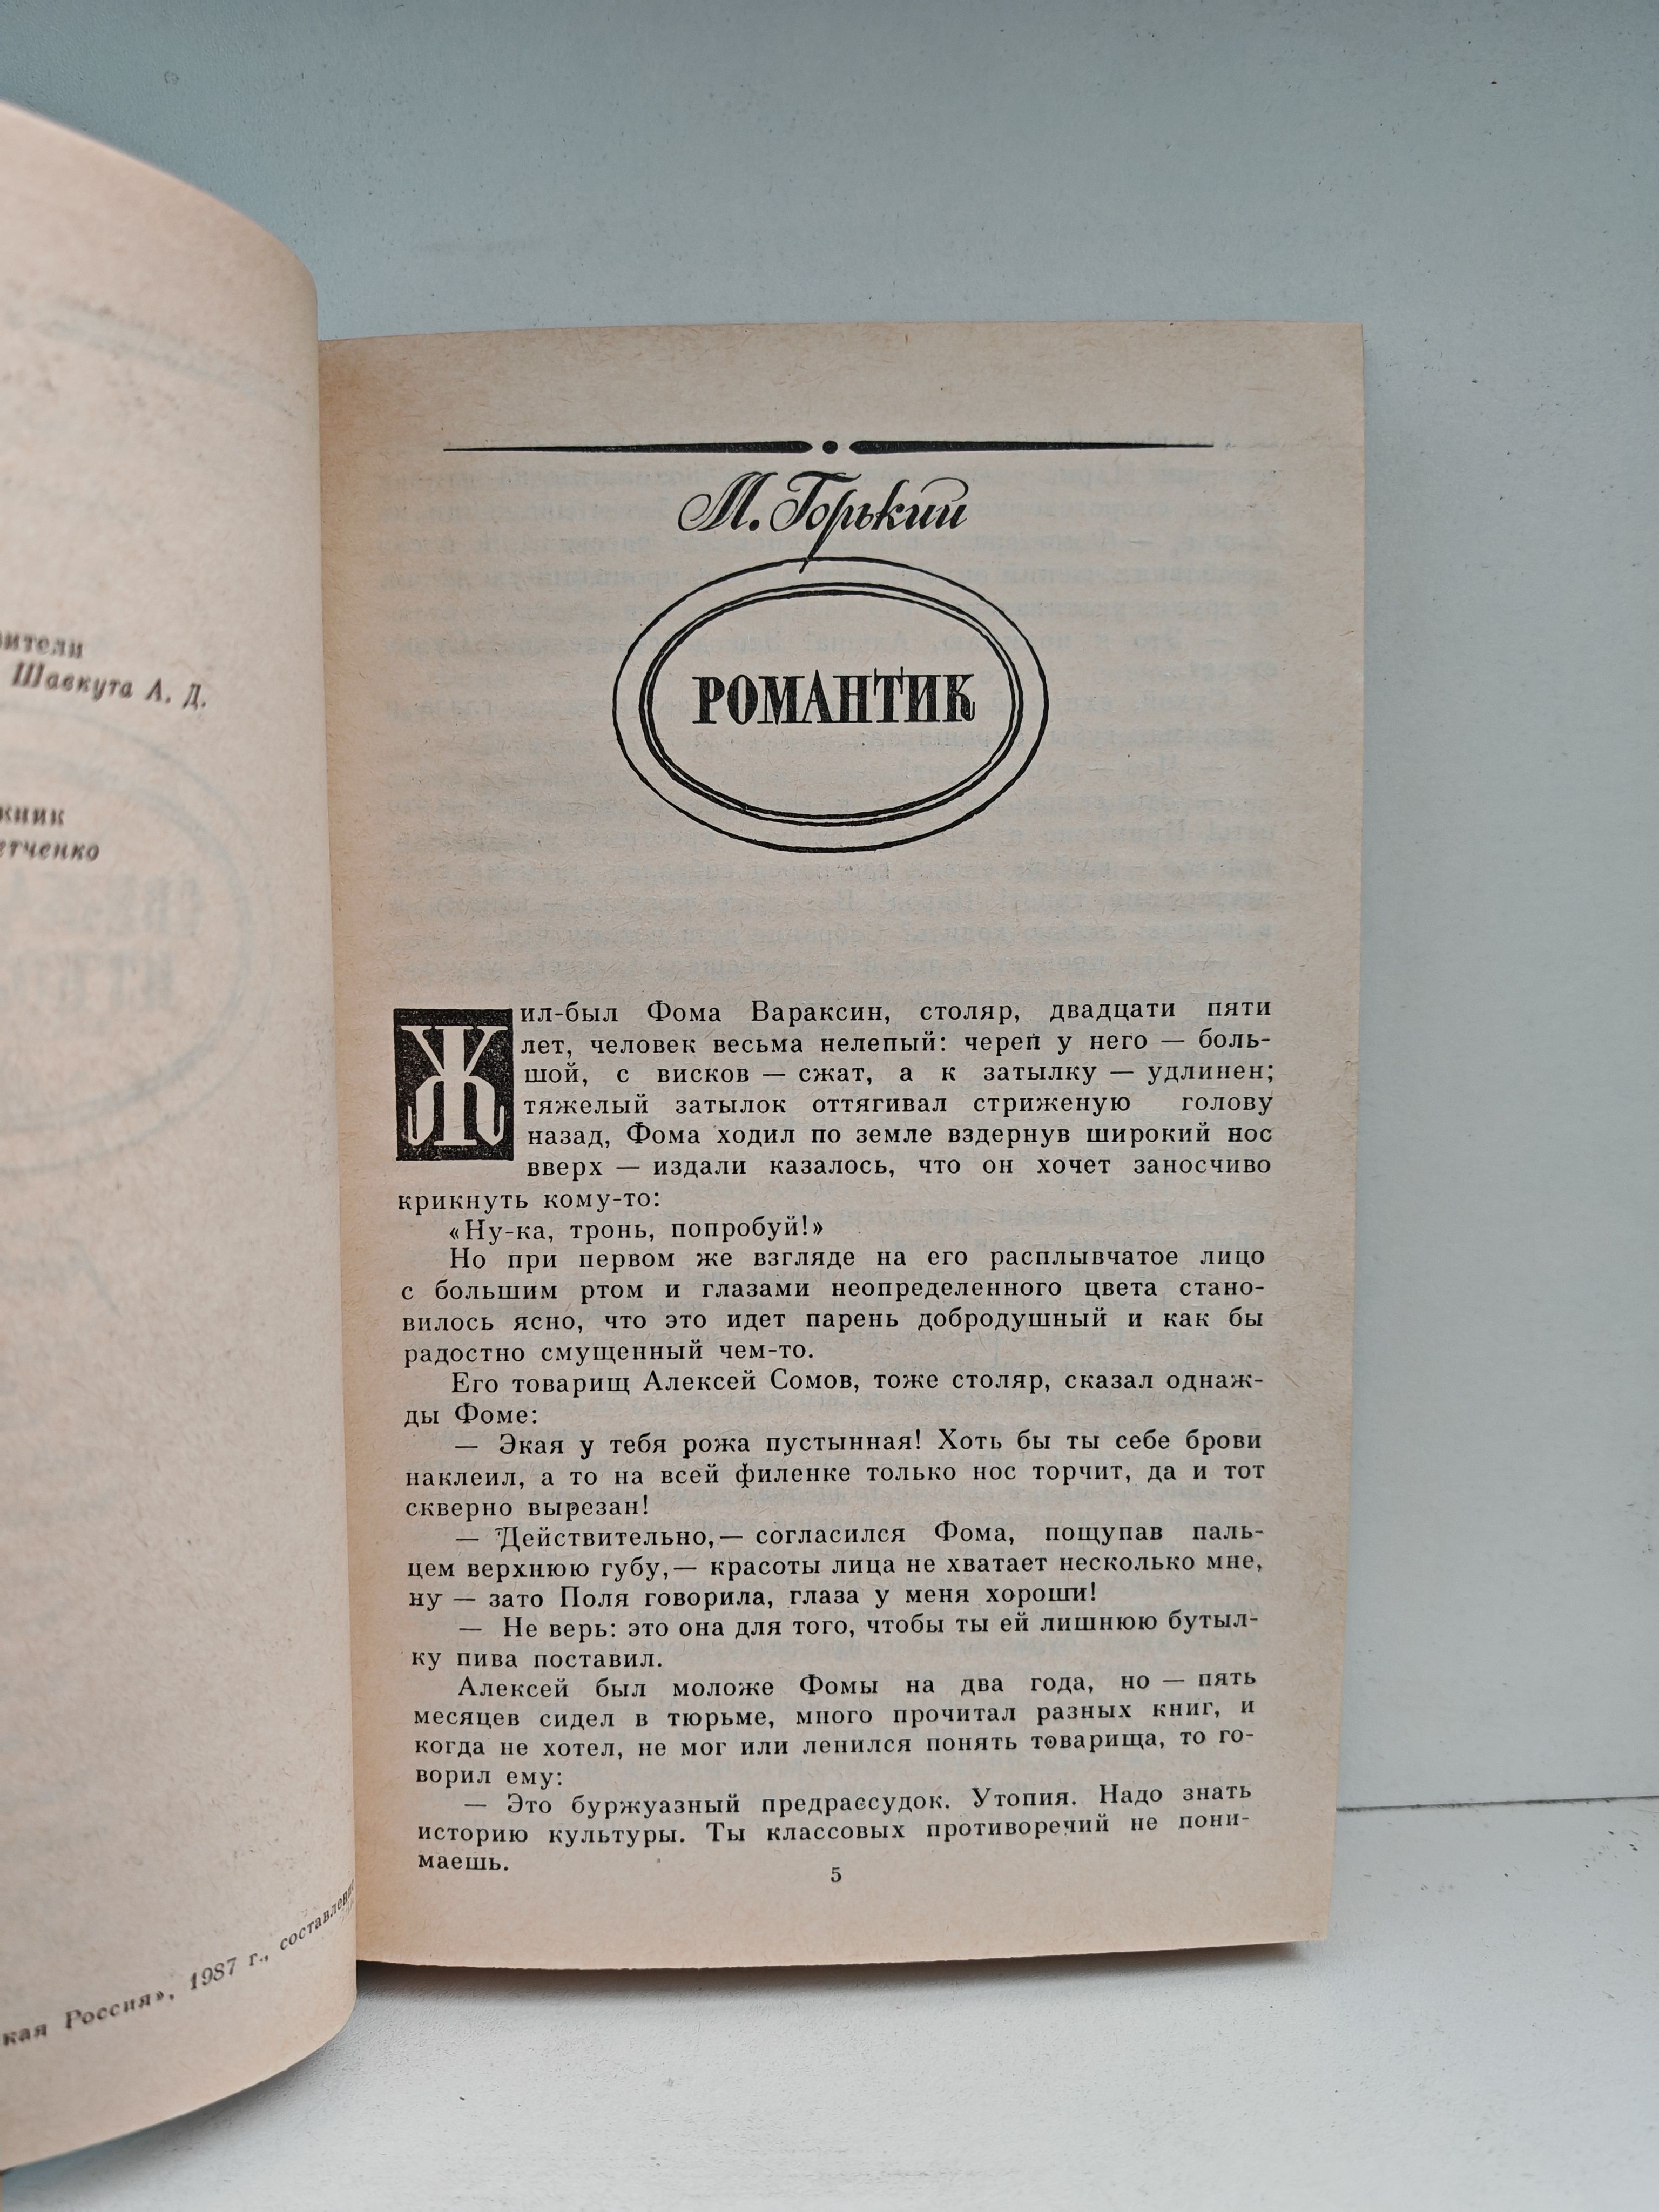 Шавкута А. Д.
кая Россия», 1987 г., составление
М. Горький
РОМАНТИК
Жил-был Фома Вараксин, столяр, двадцати пяти
лет, человек весьма нелепый: череп у него — боль-
шой, с висков — сжат, а к затылку — удлинен;
тяжелый затылок оттягивал стриженую голову
назад, Фома ходил по земле вздернув широкий нос
вверх — издали казалось, что он хочет заносчиво
крикнуть кому-то:
«Ну-ка, тронь, попробуй!»
Но при первом же взгляде на его расплывчатое лицо
с большим ртом и глазами неопределенного цвета стано-
вилось ясно, что это идет парень добродушный и как бы
радостно смущенный чем-то.
Его товарищ Алексей Сомов, тоже столяр, сказал однаж-
ды Фоме:
— Экая у тебя рожа пустынная! Хоть бы ты себе брови
наклеил, а то на всей филенке только нос торчит, да и тот
скверно вырезан!
— Действительно,— согласился Фома, пощупав паль-
цем верхнюю губу,— красоты лица не хватает несколько мне,
ну — зато Поля говорила, глаза у меня хороши!
— Не верь: это она для того, чтобы ты ей лишнюю бутыл-
ку пива поставил.
Алексей был моложе Фомы на два года, но — пять
месяцев сидел в тюрьме, много прочитал разных книг, и
когда не хотел, не мог или ленился понять товарища, то го-
ворил ему:
— Это буржуазный предрассудок. Утопия. Надо знать
историю культуры. Ты классовых противоречий не пони-
маешь.
5